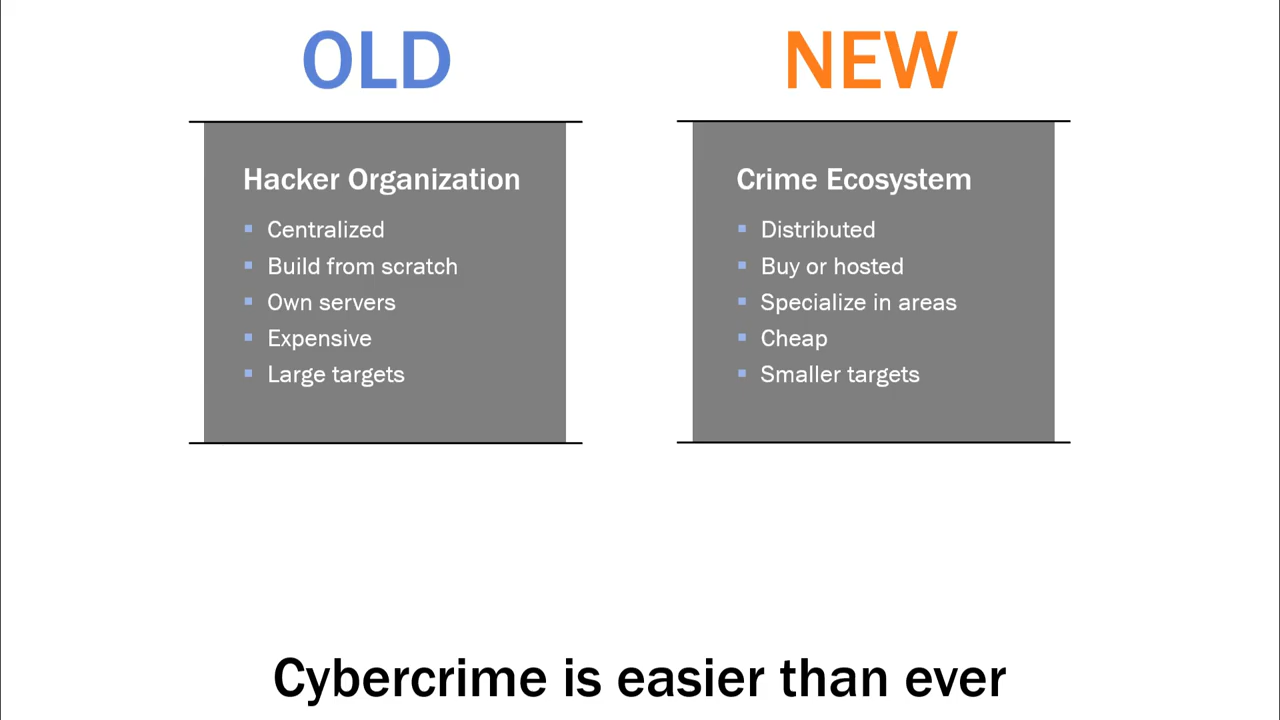 OLD
Hacker Organization
Centralized
Build from scratch
Own servers
Expensive
Large targets
NEW
Crime Ecosystem
Distributed
Buy or hosted
Specialize in areas
Cheap
Smaller targets
Cybercrime is easier than ever